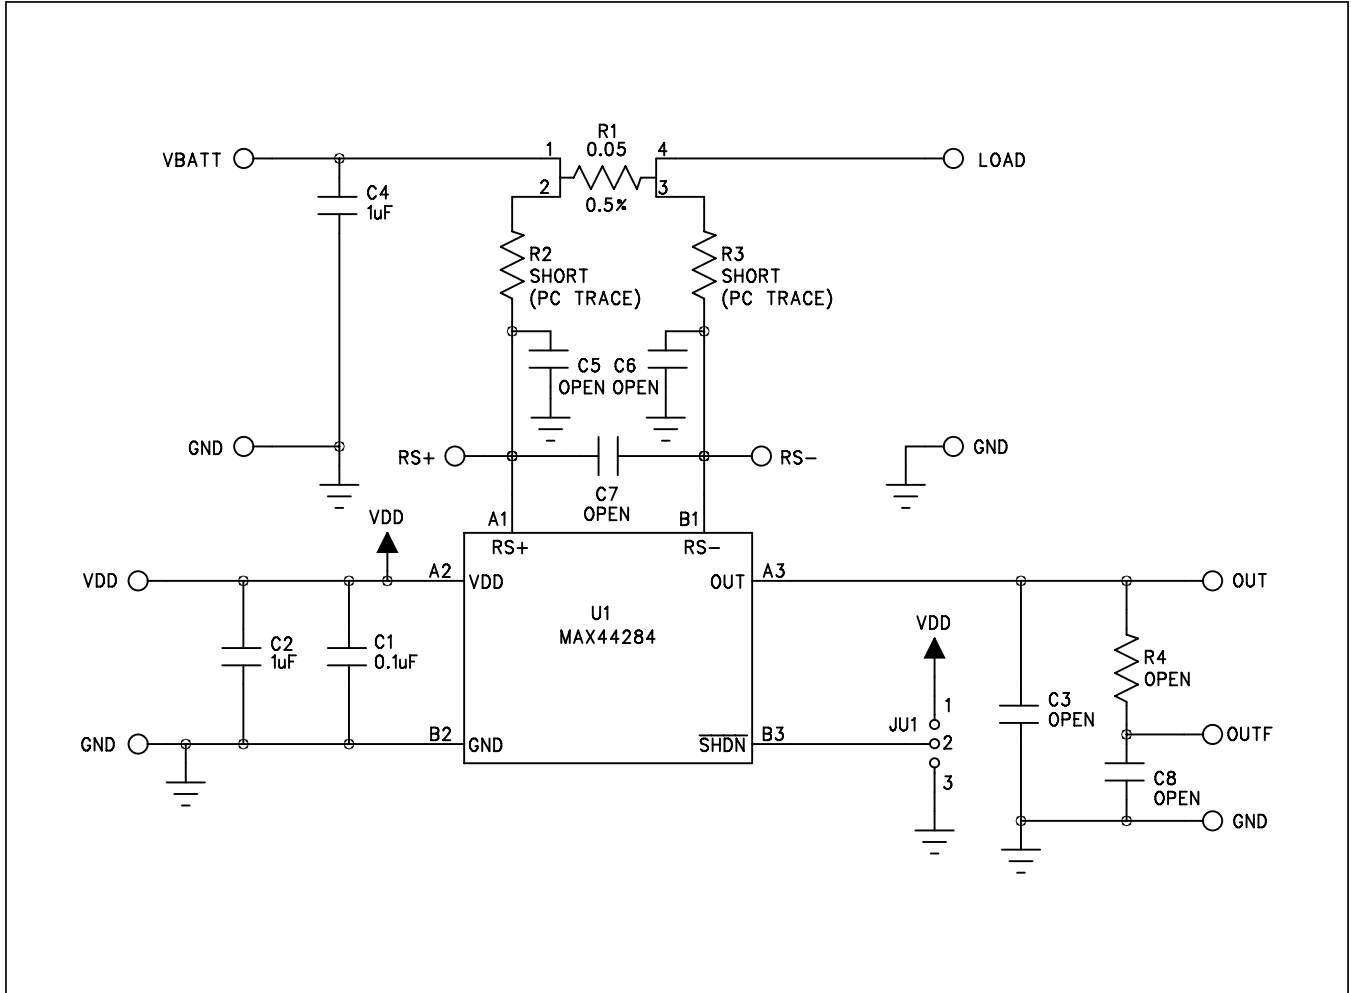 R1
0.05
1
4
VBATT
LOAD
2
3
0.5%
C4
1uF
R2
SHORT
(PC TRACE)
R3
SHORT
(PC TRACE)
C5
OPEN
C6
OPEN
GND
RS+
RS-
GND
C7
OPEN
A1
B1
VDD
RS+
RS-
VDD
A2
VDD
OUT
A3
OUT
U1
MAX44284
VDD
C2
1uF
C1
0.1uF
R4
OPEN
C3
OPEN
JU1
1
2
3
GND
B2
GND
SHDN
B3
OUTF
C8
OPEN
GND